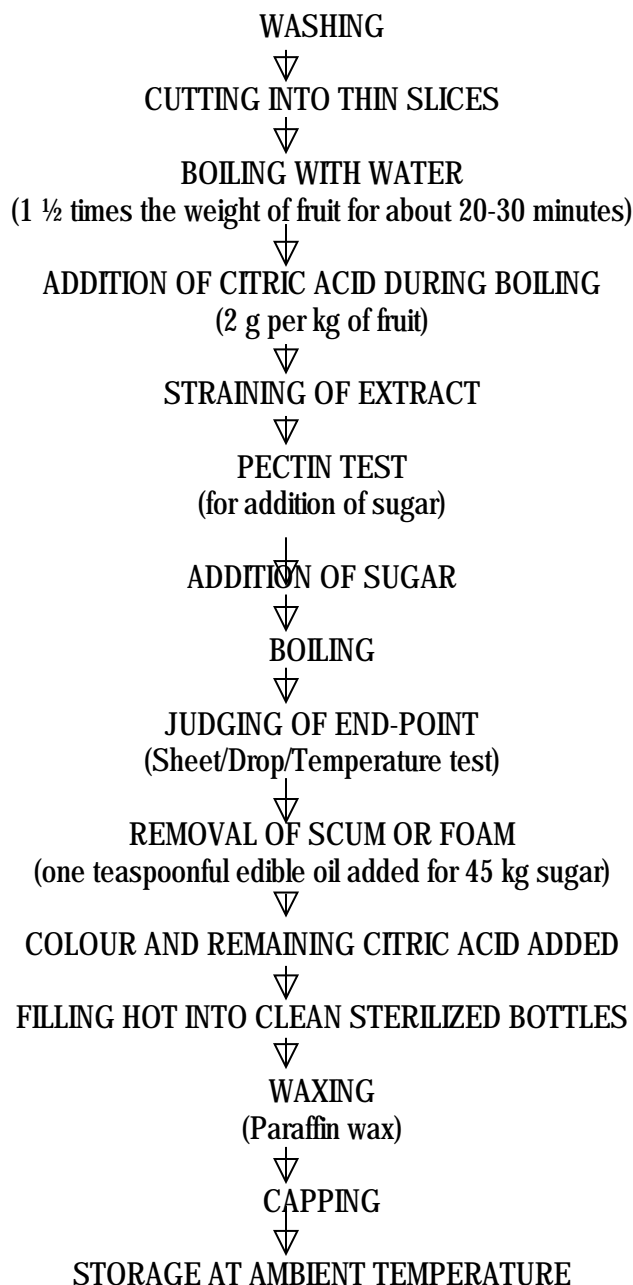 WASHING
CUTTING INTO THIN SLICES
BOILING WITH WATER
(1 ½ times the weight of fruit for about 20-30 minutes)
ADDITION OF CITRIC ACID DURING BOILING
(2 g per kg of fruit)
STRAINING OF EXTRACT
PECTIN TEST
(for addition of sugar)
ADDITION OF SUGAR
BOILING
JUDGING OF END-POINT
(Sheet/Drop/Temperature test)
REMOVAL OF SCUM OR FOAM
(one teaspoonful edible oil added for 45 kg sugar)
COLOUR AND REMAINING CITRIC ACID ADDED
FILLING HOT INTO CLEAN STERILIZED BOTTLES
WAXING
(Paraffin wax)
CAPPING
STORAGE AT AMBIENT TEMPERATURE